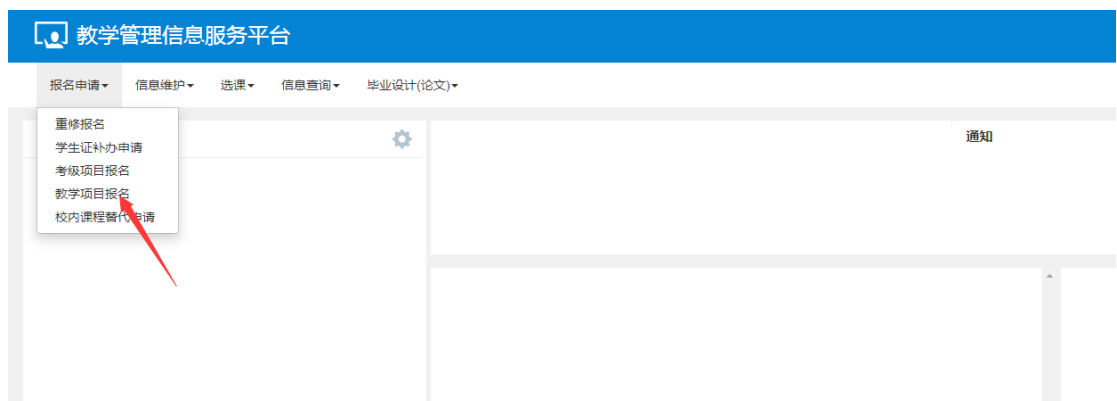 教学管理信息服务平台
报名申请 信息维护 选课 信息查询 毕业设计(论文)
重修报名
学生证补办申请
考级项目报名
教学项目报名
校内课程替代申请
通知